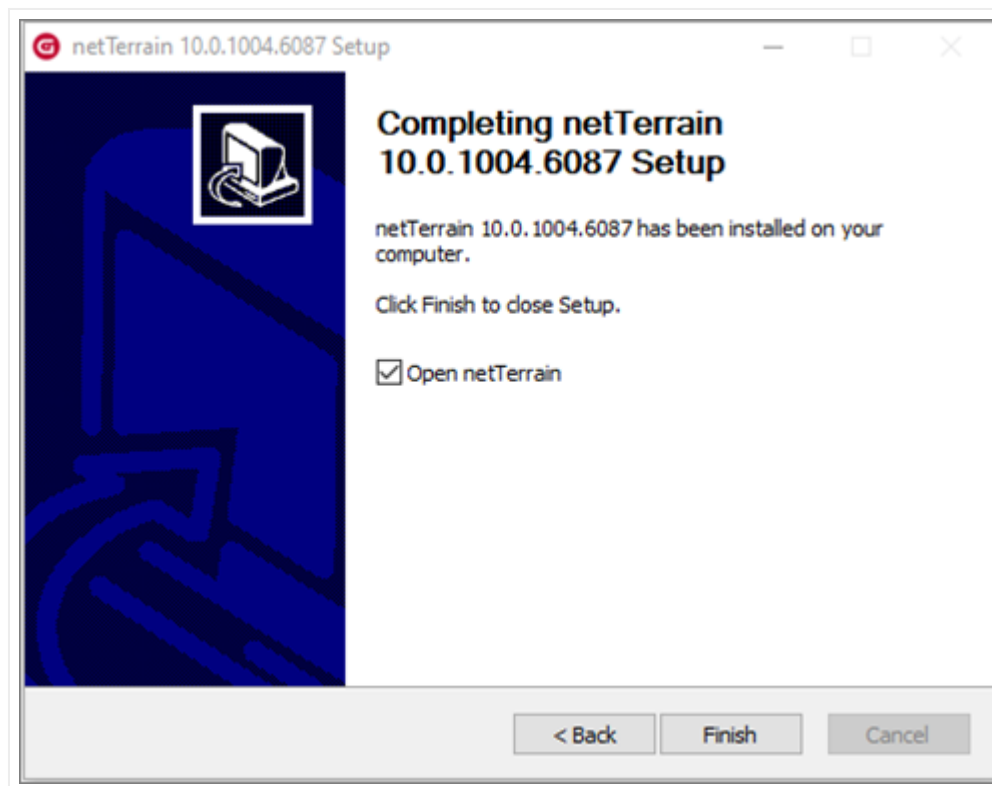 netTerrain 10.0.1004.6087 Setup
Completing netTerrain
10.0.1004.6087 Setup
netTerrain 10.0.1004.6087 has been installed on your
computer.
Click Finish to close Setup.
Open netTerrain
< Back Finish Cancel